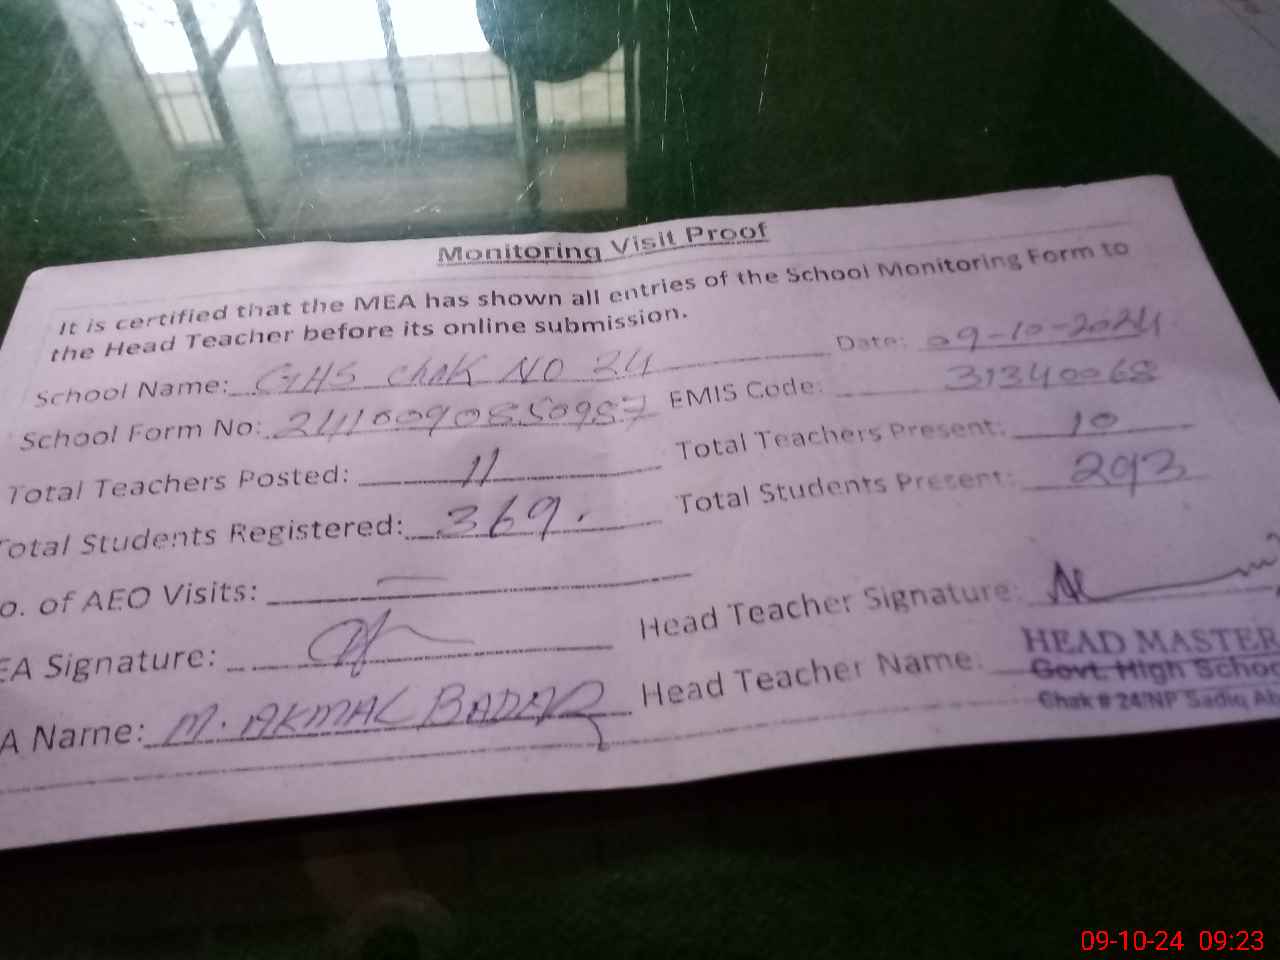 Monitoring Visit Proof
It is certified that the MEA has shown all entries of the School Monitoring Form to
the Head Teacher before its online submission.
School Name: GHS Chak NO 24 Date: 09-10-2024
School Form No: EMIS Code: 31340068
Total Teachers Posted: 11 Total Teachers Present: 10
Total Students Registered: 369. Total Students Present: 293
o. of AEO Visits: —
EA Signature: Head Teacher Signature:
A Name: M. AKMAL BADAR Head Teacher Name:
HEAD MASTER
Govt. High Schoo
Chak # 24/NP Sadiq Ab
09-10-24 09:23